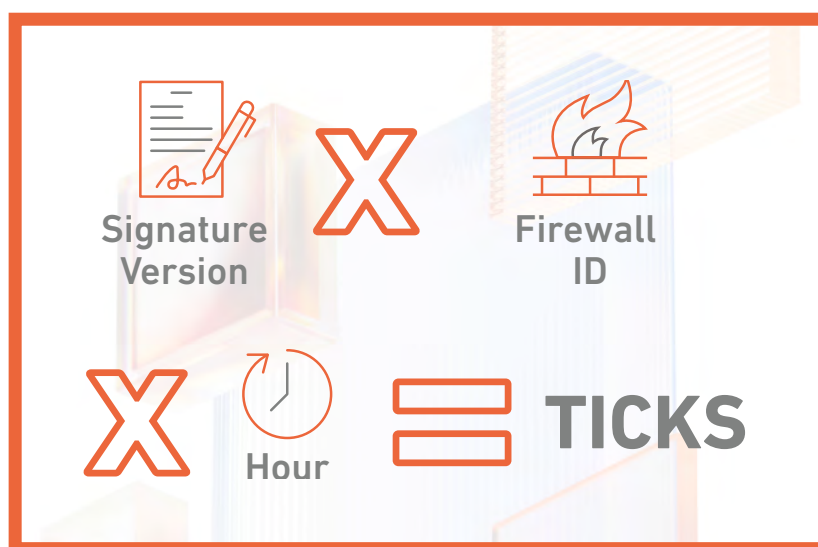 X
Signature
Version
Firewall
ID
X
Hour
= TICKS